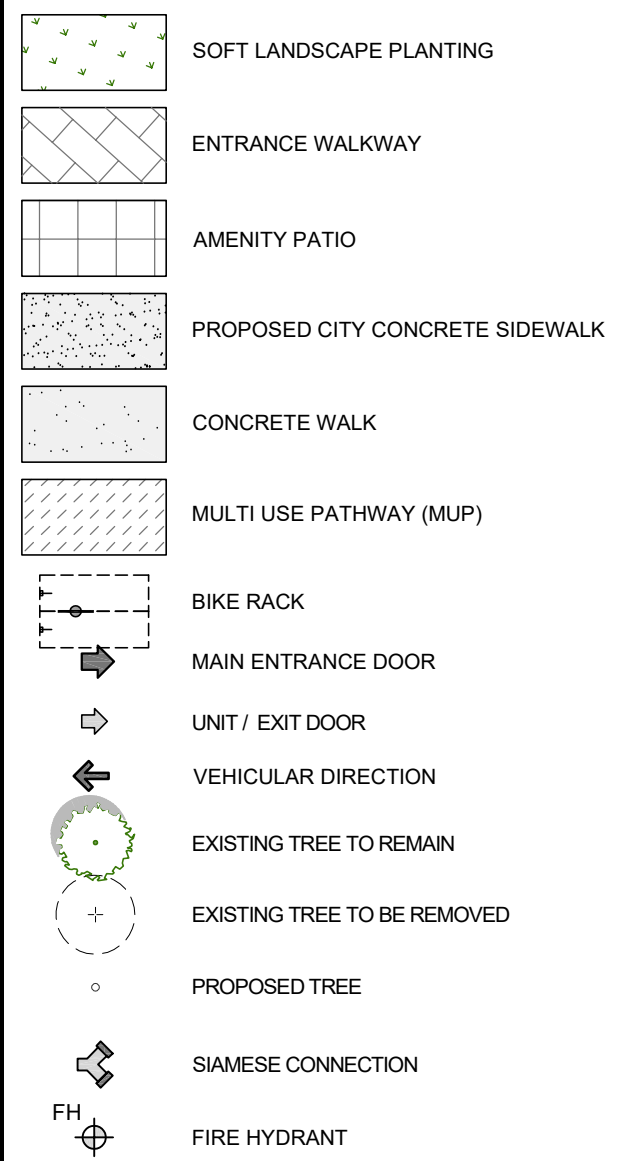 SOFT LANDSCAPE PLANTING
ENTRANCE WALKWAY
AMENITY PATIO
PROPOSED CITY CONCRETE SIDEWALK
CONCRETE WALK
MULTI USE PATHWAY (MUP)
BIKE RACK
MAIN ENTRANCE DOOR
UNIT / EXIT DOOR
VEHICULAR DIRECTION
EXISTING TREE TO REMAIN
EXISTING TREE TO BE REMOVED
PROPOSED TREE
SIAMESE CONNECTION
FH
FIRE HYDRANT